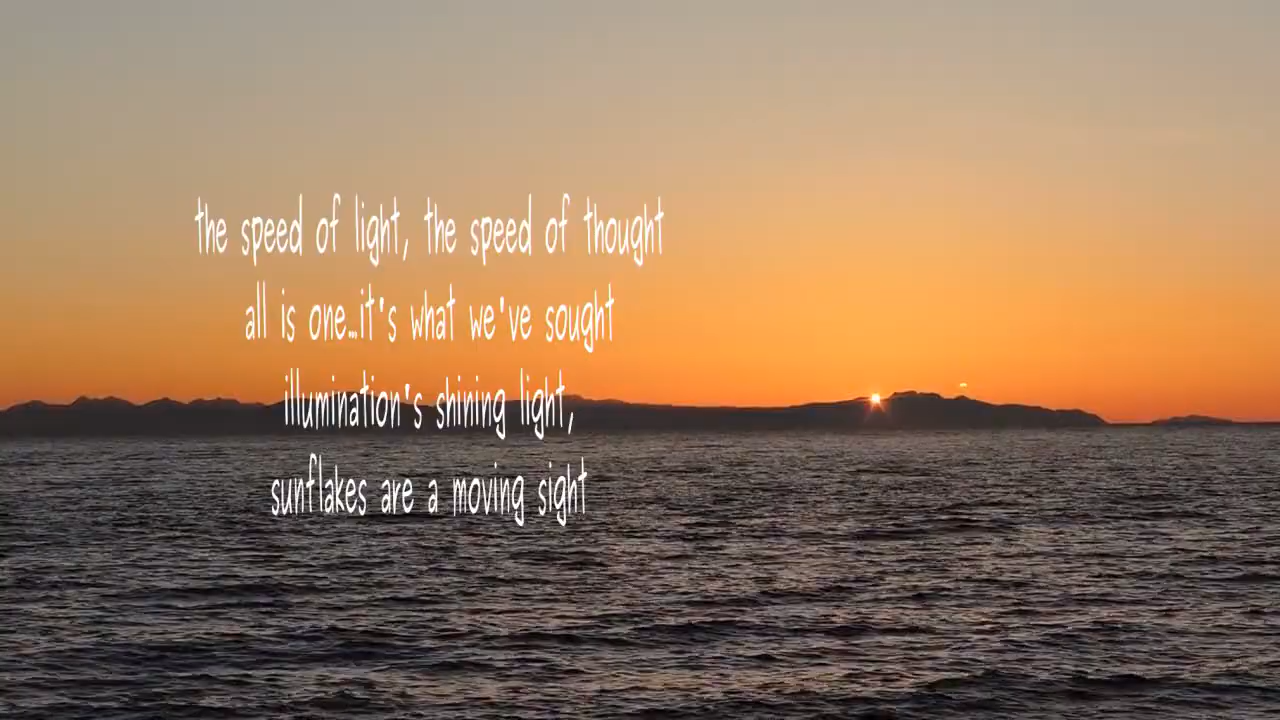 the speed of light, the speed of thought
all is one...it's what we've sought
illumination's shining light,
sunflakes are a moving sight